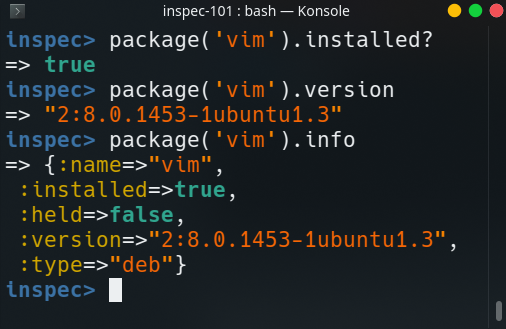 inspec-101 : bash — Konsole
inspec> package('vim').installed?
=> true
inspec> package('vim').version
=> "2:8.0.1453-1ubuntu1.3"
inspec> package('vim').info
=> {:name=>"vim",
 :installed=>true,
 :held=>false,
 :version=>"2:8.0.1453-1ubuntu1.3",
 :type=>"deb"}
inspec>